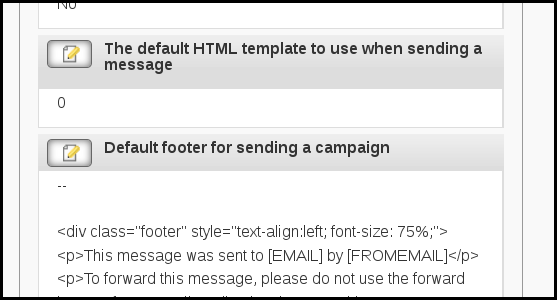 No
The default HTML template to use when sending a
message
0
Default footer for sending a campaign
--
<div class="footer" style="text-align:left; font-size: 75%;">
<p>This message was sent to [EMAIL] by [FROMEMAIL]</p>
<p>To forward this message, please do not use the forward